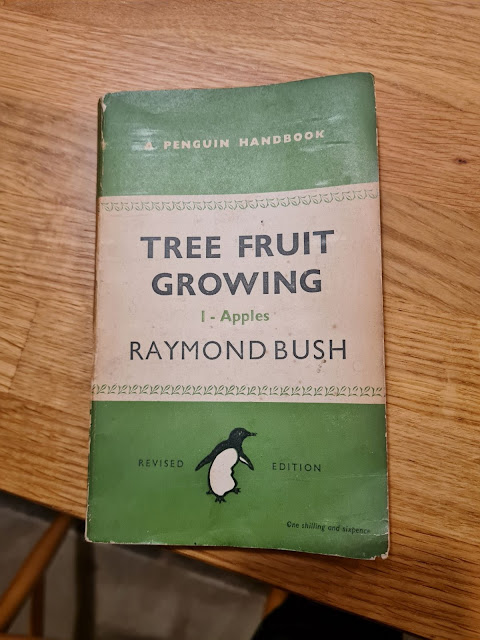 A PENGUIN HANDBOOK
TREE FRUIT
GROWING
I - Apples
RAYMOND BUSH
REVISED EDITION
One shilling and sixpence